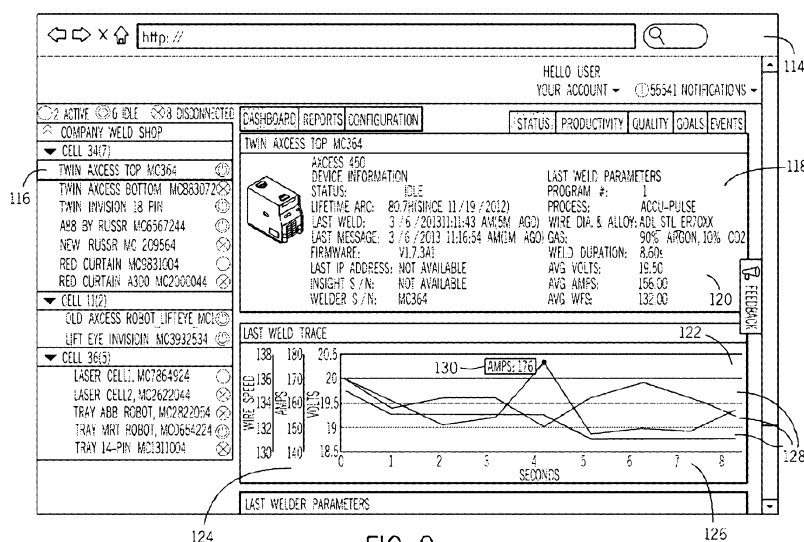 http: //
114
HELLO USER
YOUR ACCOUNT
55541 NOTIFICATIONS
2 ACTIVE 6 IDLE 8 DISCONNECTED
COMPANY WELD SHOP
CELL 34(7)
TWIN AXCESS TOP MC364
TWIN AXCESS BOTTOM MC883072
TWIN INVISION 18 PIN
ABB BY RUSSR MC6567244
NEW RUSSR MC 209564
RED CURTAIN MC9831004
RED CURTAIN A3D0 MC2000044
CELL 11(2)
OLD AXCESS ROBOT_LIFTEYE_MC1
LIFT EYE INVISIDIN MC3932534
CELL 36(5)
LASER CELL1, MC7864924
LASER CELL2, MC2622044
TRAY ABB ROBOT, MC2822064
TRAY MRT ROBOT, MC0654224
TRAY 14-PIN MC1311004
116
DASHBOARD REPORTS CONFIGURATION
STATUS PRODUCTIVITY QUALITY GOALS EVENTS
TWIN AXCESS TOP MC364
AXCESS 450
DEVICE INFORMATION
STATUS: IDLE
LIFETIME ARC: 80.7H(SINCE 11/19/2012)
LAST WELD: 3/6/2013 11:11:43 AM(5M AGO)
LAST MESSAGE: 3/6/2013 11:16:54 AM(1M AGO)
FIRMWARE: V1.7.3A1
LAST IP ADDRESS: NOT AVAILABLE
INSIGHT S/N: NOT AVAILABLE
WELDER S/N: MC364
LAST WELD PARAMETERS
PROGRAM #: 1
PROCESS: ACCU-PULSE
WIRE DIA. & ALLOY: ADL STL ER70XX
GAS: 90% ARGON, 10% CO2
WELD DURATION: 8.60s
AVG VOLTS: 19.50
AVG AMPS: 156.00
AVG WFS: 132.00
118
120
FEEDBACK
LAST WELD TRACE
122
WIRE SPEED
138
136
134
132
130
AMPS
180
170
160
150
140
VOLTS
20.5
20
19.5
19
18.5
130
AMPS: 176
128
0 1 2 3 4 5 6 7 8
SECONDS
LAST WELDER PARAMETERS
124
126